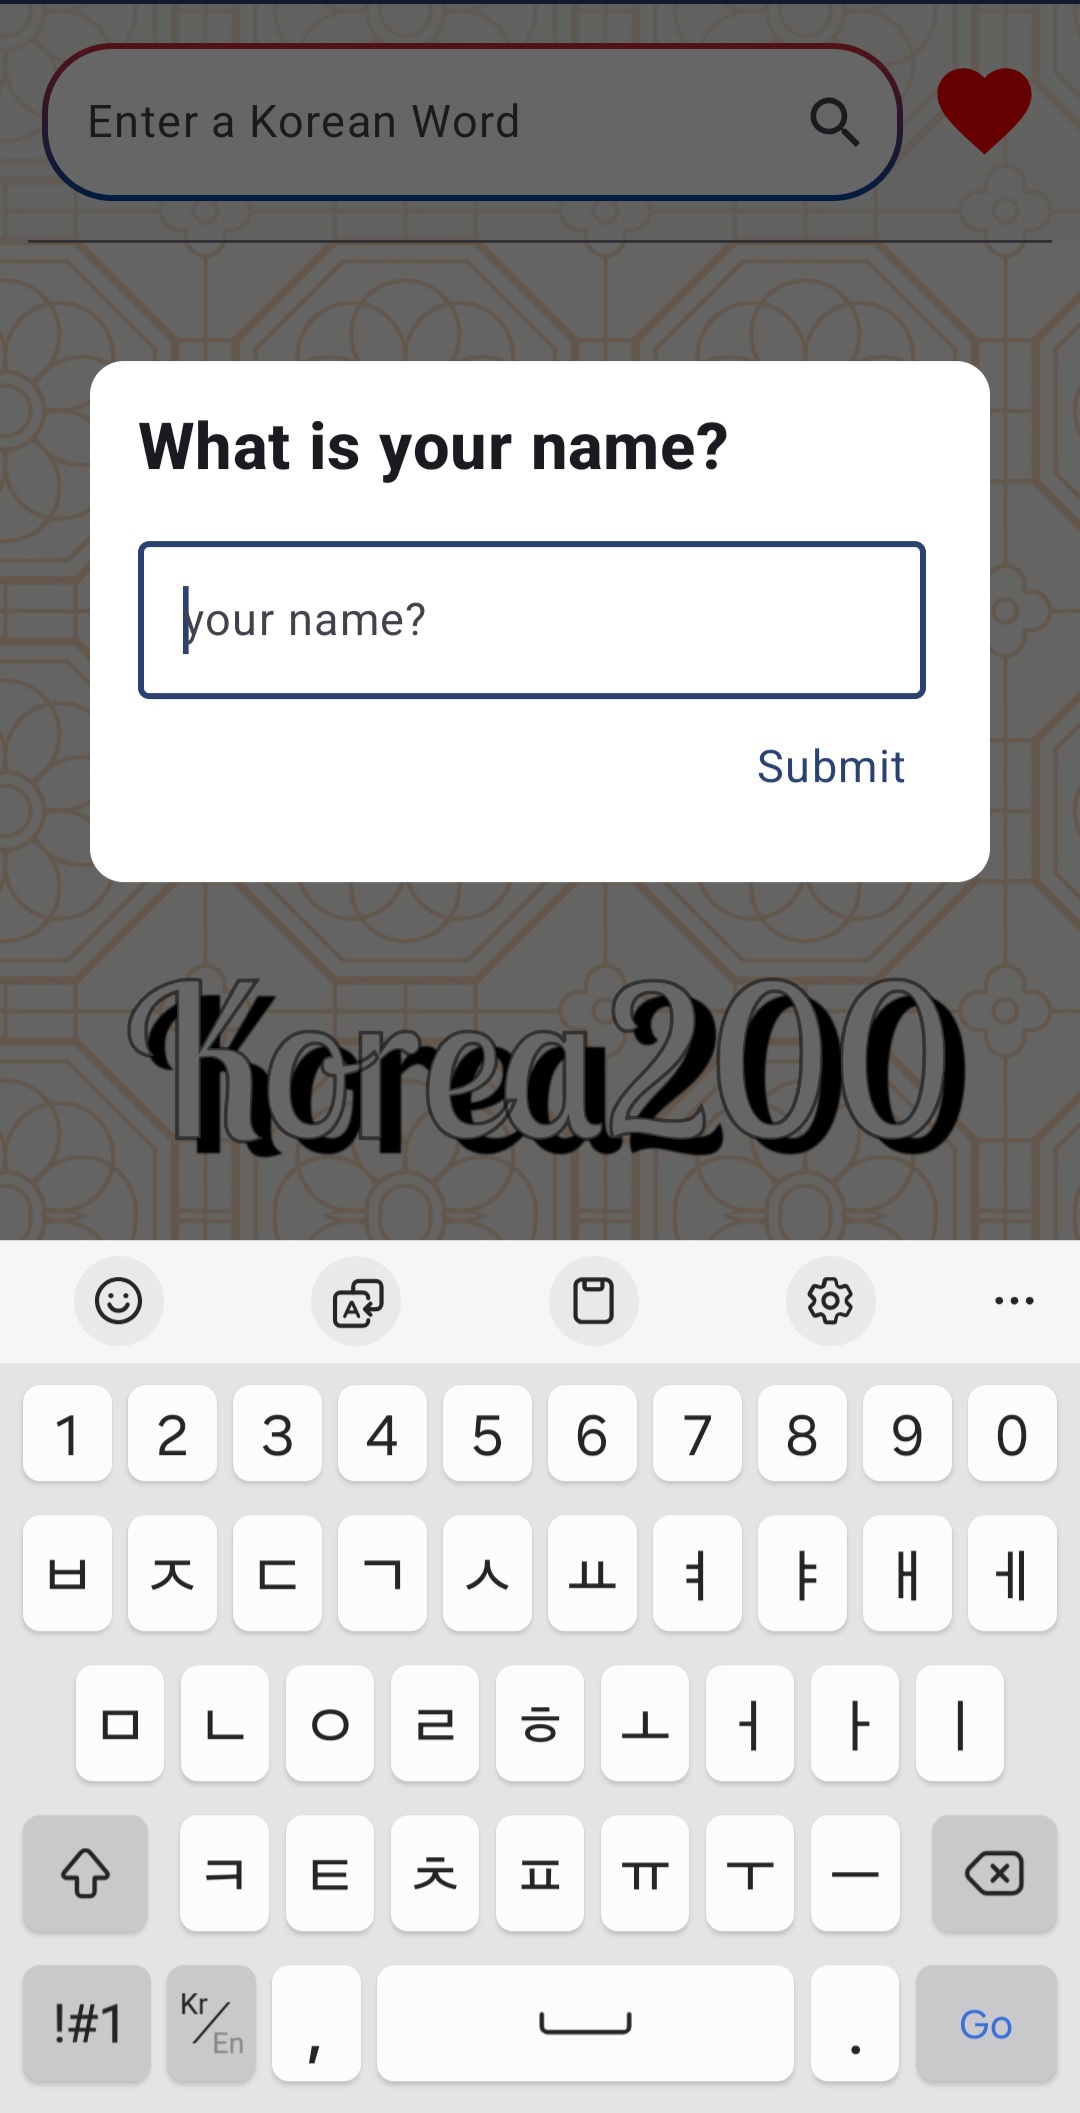 Enter a Korean Word
What is your name?
your name?
Submit
Korea200
1 2 3 4 5 6 7 8 9 0
ㅂ ㅈ ㄷ ㄱ ㅅ ㅛ ㅕ ㅑ ㅐ ㅔ
ㅁ ㄴ ㅇ ㄹ ㅎ ㅗ ㅓ ㅏ ㅣ
ㅋ ㅌ ㅊ ㅍ ㅠ ㅜ ㅡ
!#1 Kr/En , . Go